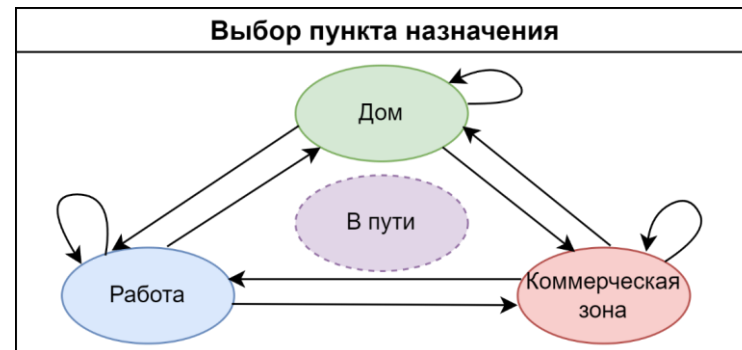 Выбор пункта назначения
Дом
В пути
Работа
Коммерческая
зона